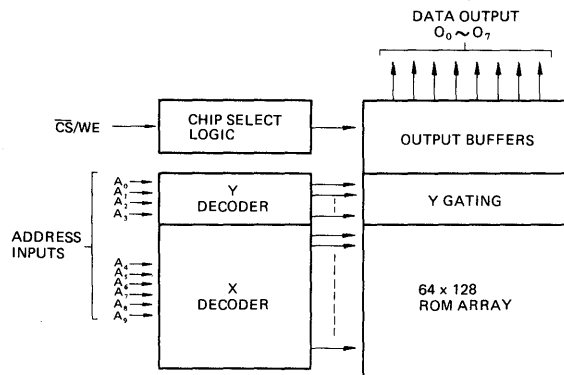 DATA OUTPUT
O₀~O₇
C̅S̅/WE
CHIP SELECT
LOGIC
OUTPUT BUFFERS
A₀
A₁
A₂
A₃
Y
DECODER
Y GATING
ADDRESS
INPUTS
A₄
A₅
A₆
A₇
A₈
A₉
X
DECODER
64 x 128
ROM ARRAY